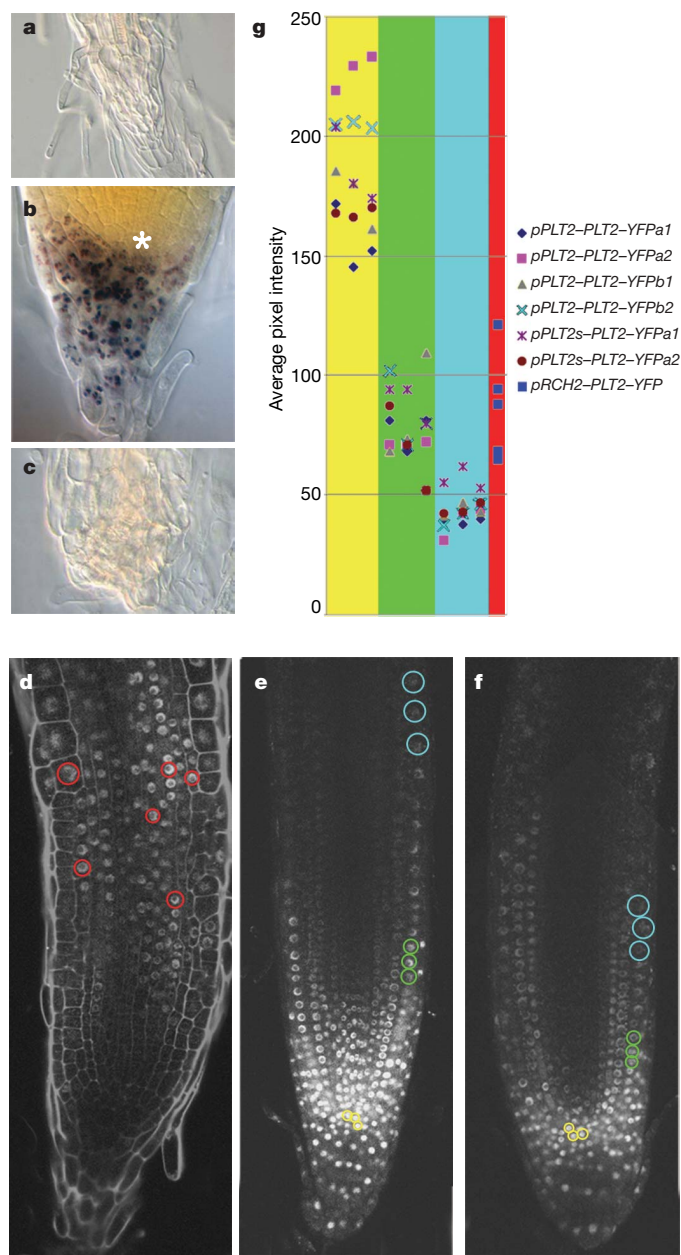 a
b
*
c
g
Average pixel intensity
250
200
150
100
50
0
pPLT2–PLT2–YFPa1
pPLT2–PLT2–YFPa2
pPLT2–PLT2–YFPb1
pPLT2–PLT2–YFPb2
pPLT2s–PLT2–YFPa1
pPLT2s–PLT2–YFPa2
pRCH2–PLT2–YFP
d
e
f